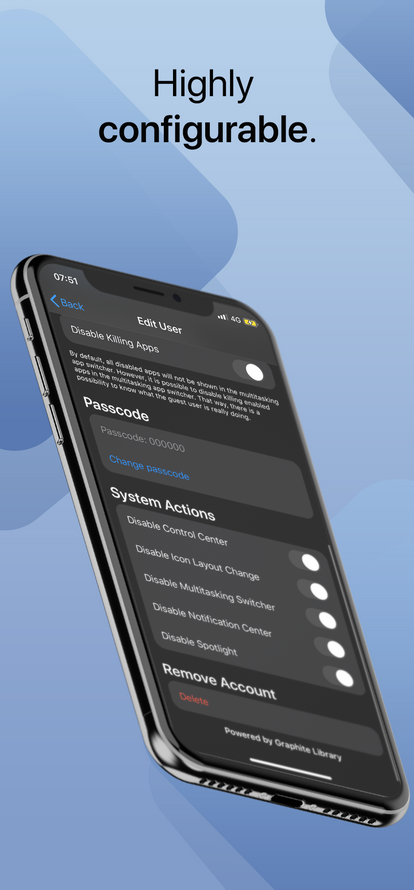 Highly
configurable.
07:51
4G
Back
Edit User
Disable Killing Apps
By default, all disabled apps will not be shown in the multitasking
app switcher. However, it is possible to disable killing enabled
apps in the multitasking app switcher. That way, there is a
possibility to know what the guest user is really doing.
Passcode
Passcode: 000000
Change passcode
System Actions
Disable Control Center
Disable Icon Layout Change
Disable Multitasking Switcher
Disable Notification Center
Disable Spotlight
Remove Account
Delete
Powered by Graphite Library